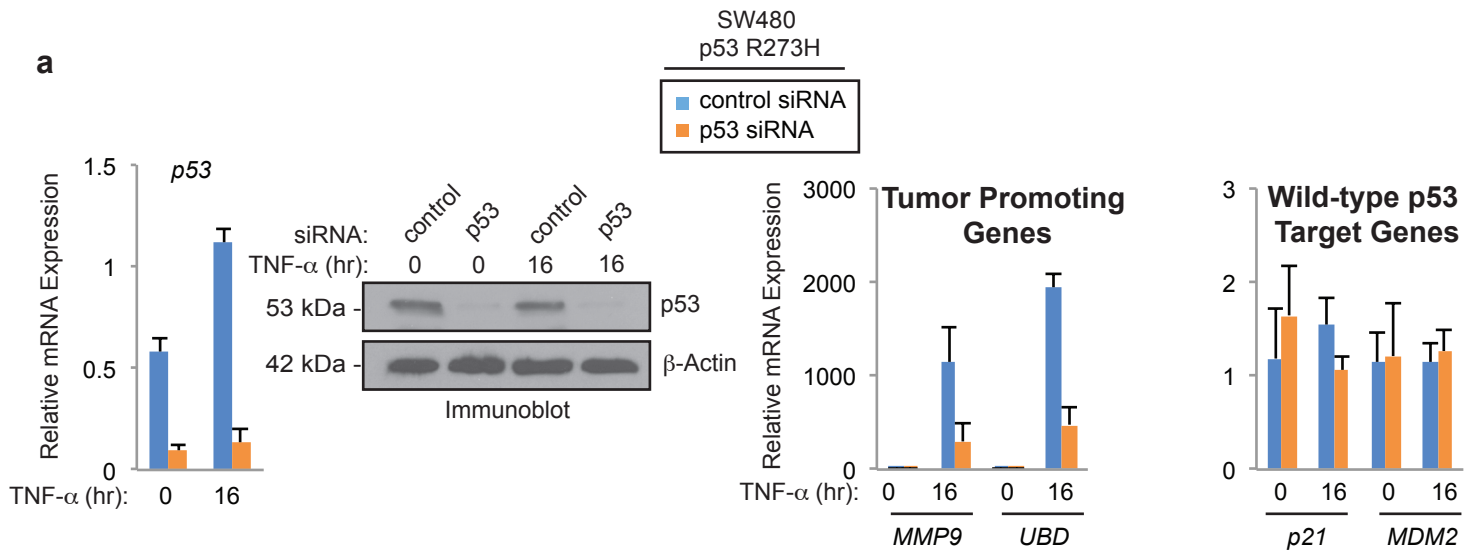 a
SW480
p53 R273H
control siRNA
p53 siRNA
Relative mRNA Expression
1.5
1
0.5
0
p53
TNF-α (hr): 0 16
siRNA: control p53 control p53
TNF-α (hr): 0 0 16 16
53 kDa - p53
42 kDa - β-Actin
Immunoblot
Relative mRNA Expression
3000
2000
1000
0
Tumor Promoting
Genes
TNF-α (hr): 0 16 0 16
MMP9 UBD
3
2
1
0
Wild-type p53
Target Genes
0 16 0 16
p21 MDM2